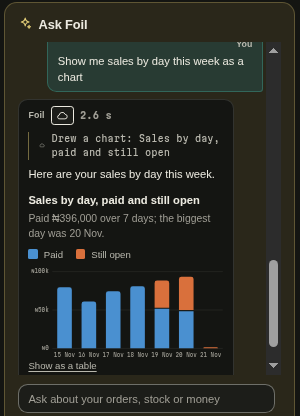 Ask Foil
You
Show me sales by day this week as a
chart
Foil 2.6 s
Drew a chart: Sales by day,
paid and still open
Here are your sales by day this week.
Sales by day, paid and still open
Paid ₦396,000 over 7 days; the biggest
day was 20 Nov.
Paid Still open
₦100k
₦50k
₦0
15 Nov 16 Nov 17 Nov 18 Nov 19 Nov 20 Nov 21 Nov
Show as a table
Ask about your orders, stock or money